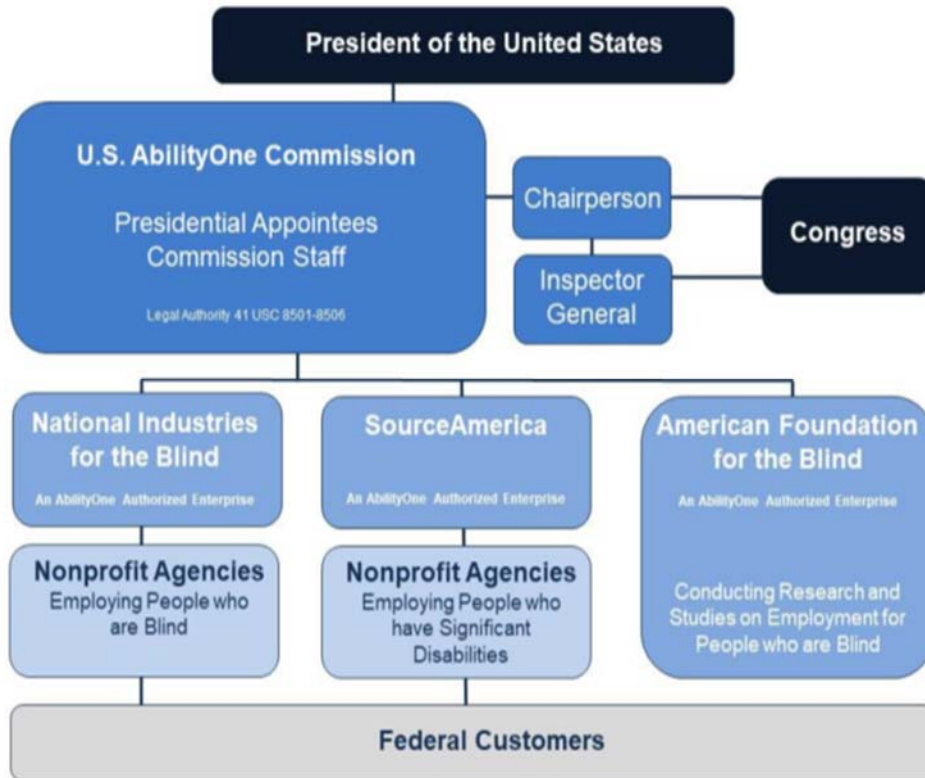 President of the United States
U.S. AbilityOne Commission
Presidential Appointees
Commission Staff
Legal Authority 41 USC 8501-8506
Chairperson
Inspector
General
Congress
National Industries
for the Blind
An AbilityOne Authorized Enterprise
SourceAmerica
An AbilityOne Authorized Enterprise
American Foundation
for the Blind
An AbilityOne Authorized Enterprise
Nonprofit Agencies
Employing People who
are Blind
Nonprofit Agencies
Employing People who
have Significant
Disabilities
Conducting Research and
Studies on Employment for
People who are Blind
Federal Customers